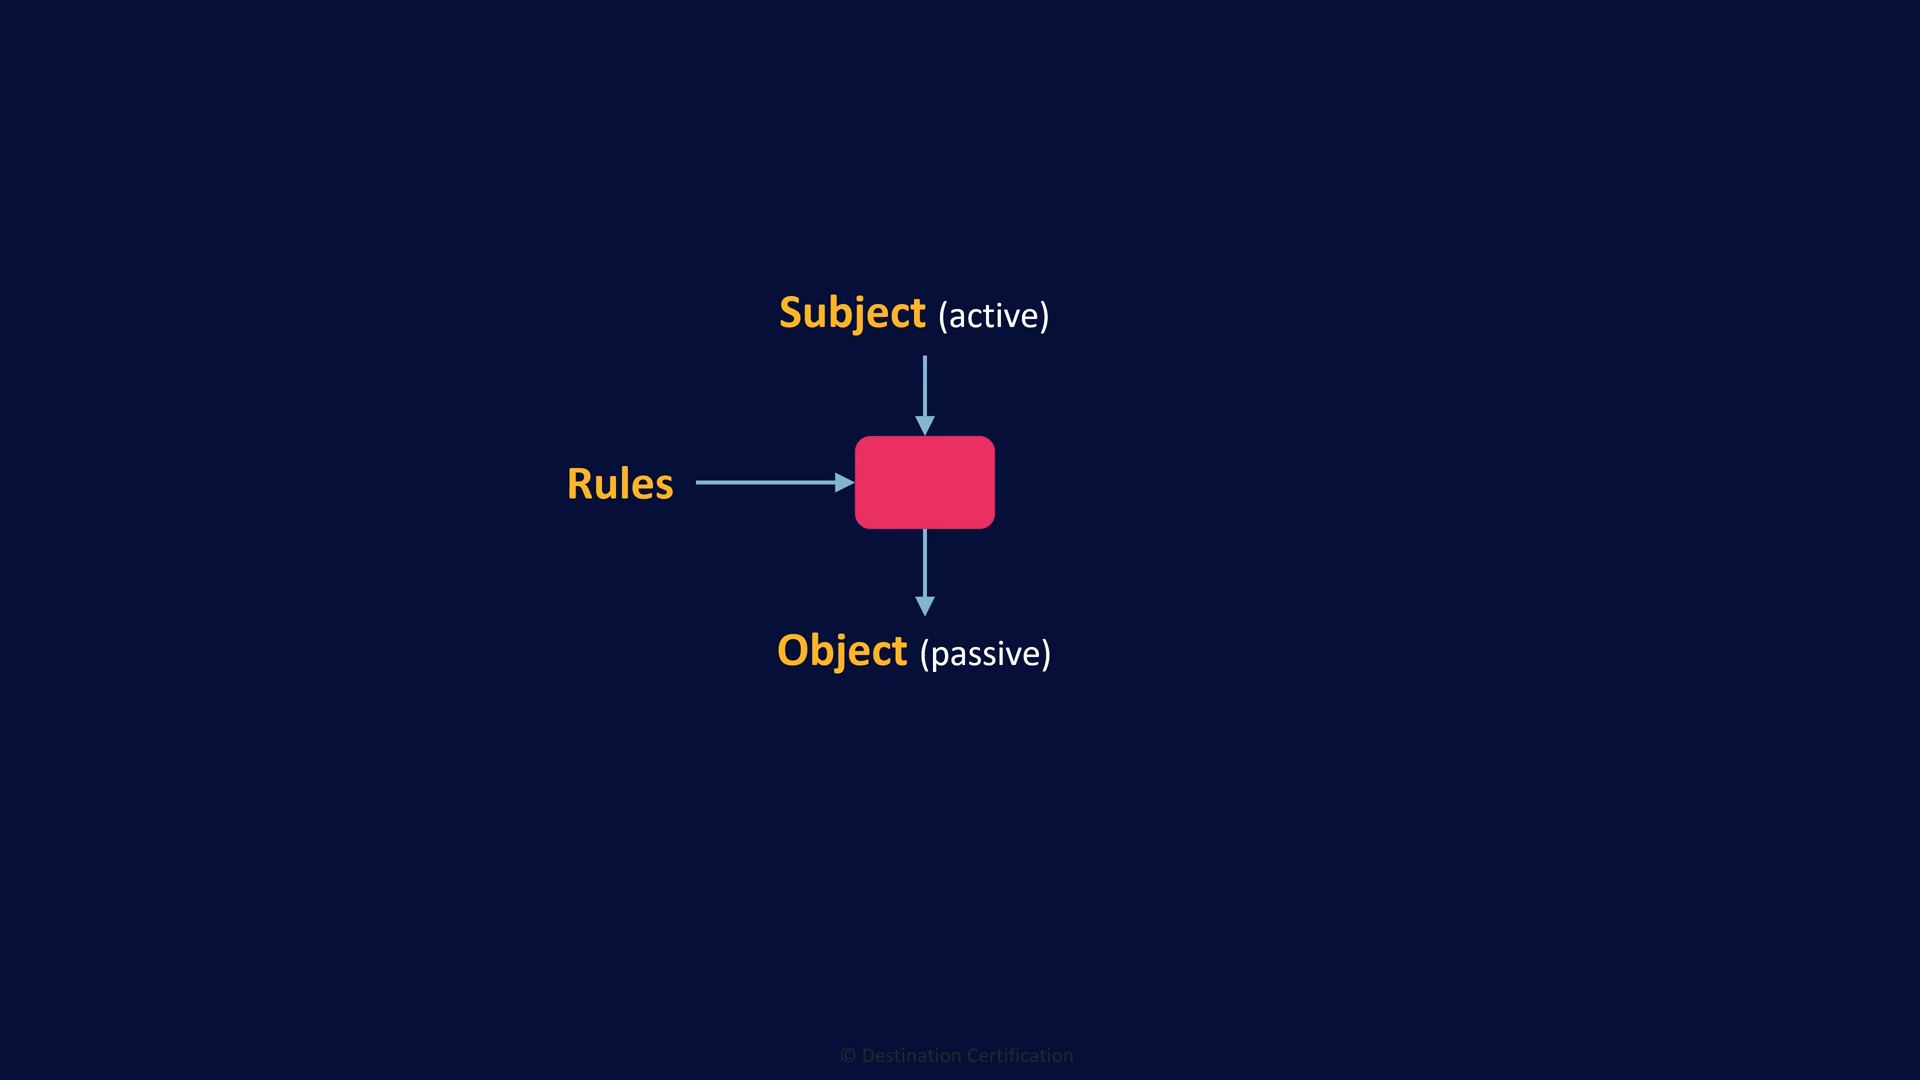 Subject (active)
Rules
Object (passive)
© Destination Certification